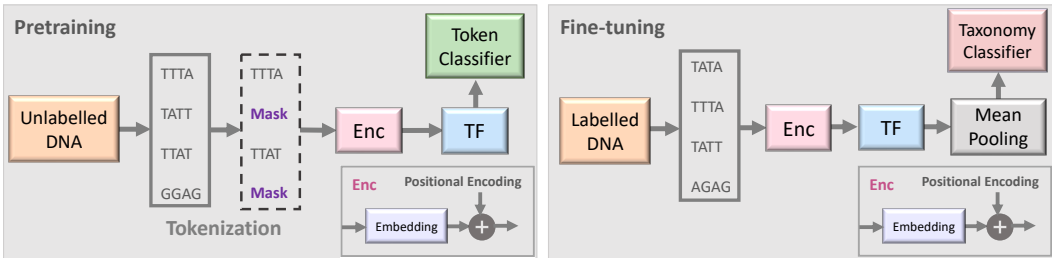 Pretraining
Unlabelled
DNA
TTTA
TATT
TTAT
GGAG
TTTA
Mask
TTAT
Mask
Tokenization
Enc
TF
Token
Classifier
Enc
Positional Encoding
Embedding
+
Fine-tuning
Labelled
DNA
TATA
TTTA
TATT
AGAG
Enc
TF
Mean
Pooling
Taxonomy
Classifier
Enc
Positional Encoding
Embedding
+